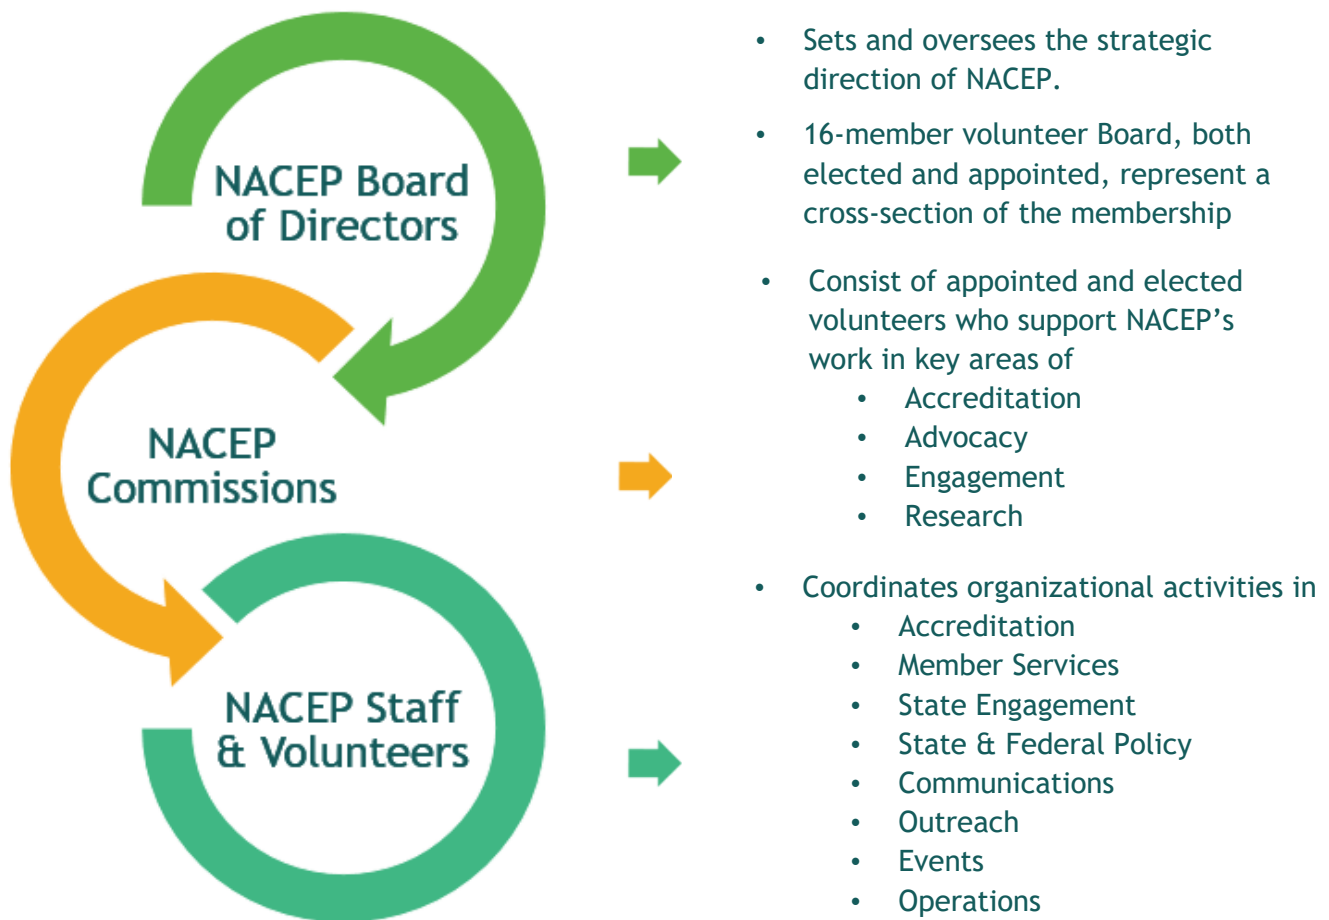 NACEP Board
of Directors
• Sets and oversees the strategic
direction of NACEP.
• 16-member volunteer Board, both
elected and appointed, represent a
cross-section of the membership
NACEP
Commissions
• Consist of appointed and elected
volunteers who support NACEP’s
work in key areas of
• Accreditation
• Advocacy
• Engagement
• Research
NACEP Staff
& Volunteers
• Coordinates organizational activities in
• Accreditation
• Member Services
• State Engagement
• State & Federal Policy
• Communications
• Outreach
• Events
• Operations